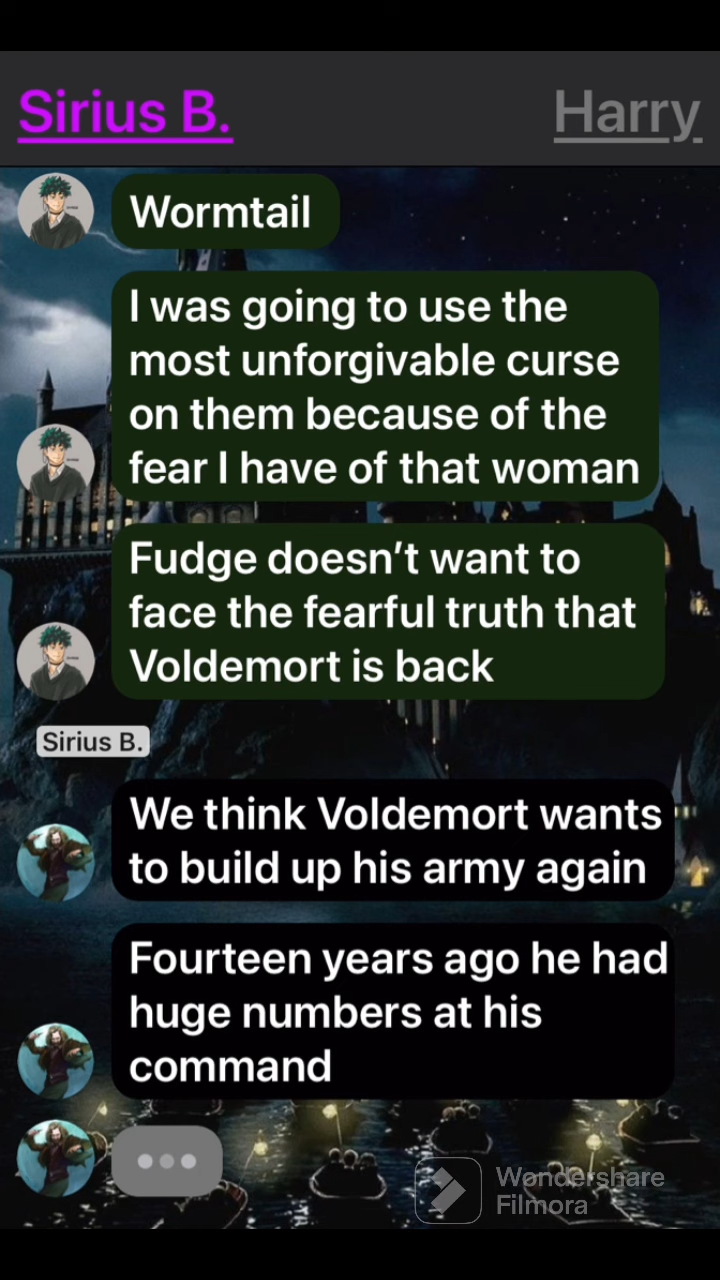 Sirius B.
Harry
Wormtail
I was going to use the
most unforgivable curse
on them because of the
fear I have of that woman
Fudge doesn’t want to
face the fearful truth that
Voldemort is back
Sirius B.
We think Voldemort wants
to build up his army again
Fourteen years ago he had
huge numbers at his
command
Wondershare
Filmora